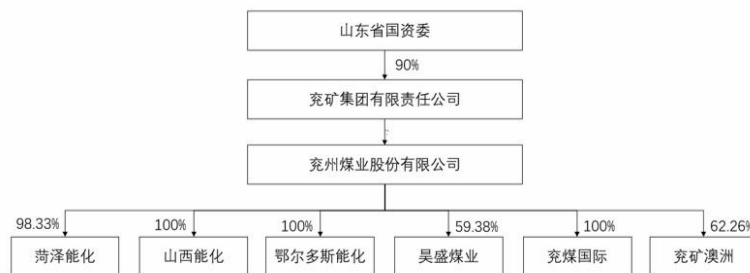 山东省国资委
90%
兖矿集团有限责任公司
兖州煤业股份有限公司
98.33%
100%
100%
59.38%
100%
62.26%
菏泽能化
山西能化
鄂尔多斯能化
昊盛煤业
兖煤国际
兖矿澳洲